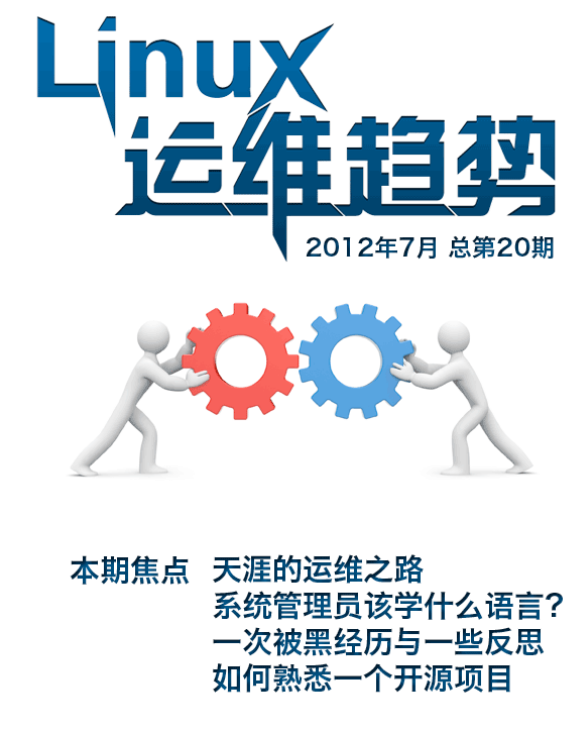 Linux
运维趋势
2012年7月 总第20期
本期焦点 天涯的运维之路
系统管理员该学什么语言？
一次被黑经历与一些反思
如何熟悉一个开源项目